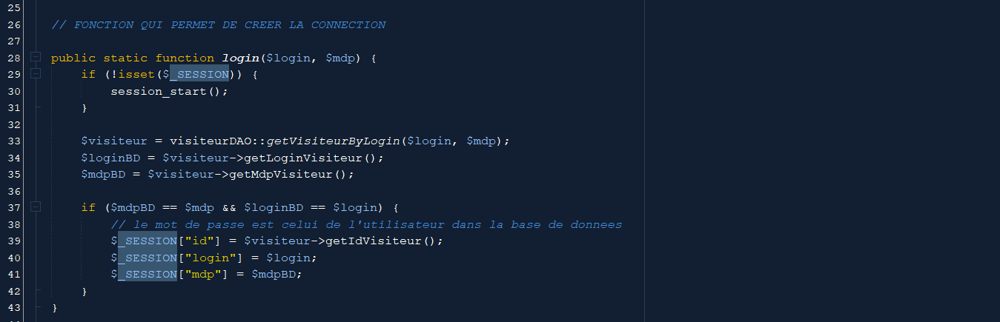 25
26 // FONCTION QUI PERMET DE CREER LA CONNECTION
27
28 public static function login($login, $mdp) {
29 if (!isset($_SESSION)) {
30 session_start();
31 }
32
33 $visiteur = visiteurDAO::getVisiteurByLogin($login, $mdp);
34 $loginBD = $visiteur->getLoginVisiteur();
35 $mdpBD = $visiteur->getMdpVisiteur();
36
37 if ($mdpBD == $mdp && $loginBD == $login) {
38 // le mot de passe est celui de l'utilisateur dans la base de donnees
39 $_SESSION["id"] = $visiteur->getIdVisiteur();
40 $_SESSION["login"] = $login;
41 $_SESSION["mdp"] = $mdpBD;
42 }
43 }